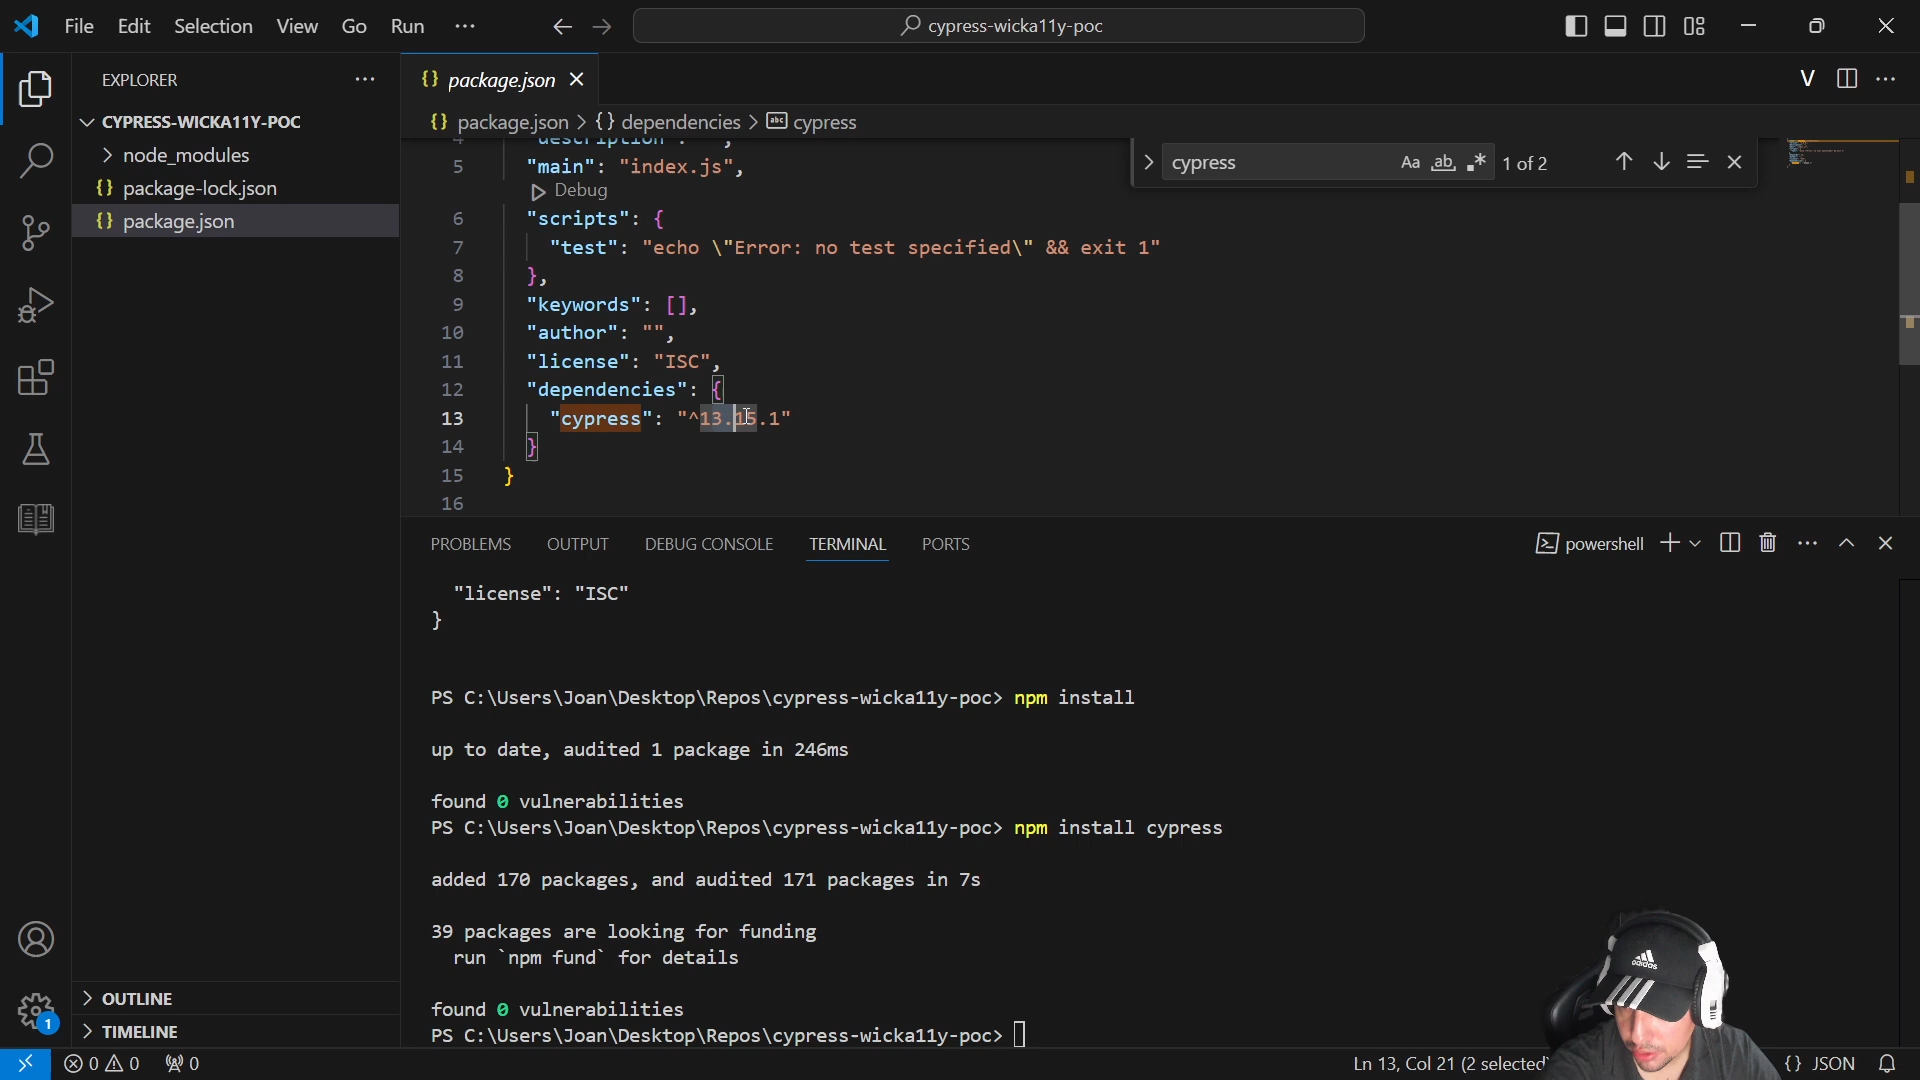 File Edit Selection View Go Run ...
cypress-wicka11y-poc
EXPLORER
CYPRESS-WICKA11Y-POC
node_modules
package-lock.json
package.json
package.json
V
package.json > {} dependencies > cypress
cypress
Aa ab 1 of 2
5 "main": "index.js",
Debug
6 "scripts": {
7 "test": "echo \"Error: no test specified\" && exit 1"
8 },
9 "keywords": [],
10 "author": "",
11 "license": "ISC",
12 "dependencies": {
13 "cypress": "^13.15.1"
14 }
15 }
16
PROBLEMS OUTPUT DEBUG CONSOLE TERMINAL PORTS
powershell
"license": "ISC"
}
PS C:\Users\Joan\Desktop\Repos\cypress-wicka11y-poc> npm install
up to date, audited 1 package in 246ms
found 0 vulnerabilities
PS C:\Users\Joan\Desktop\Repos\cypress-wicka11y-poc> npm install cypress
added 170 packages, and audited 171 packages in 7s
39 packages are looking for funding
run `npm fund` for details
found 0 vulnerabilities
PS C:\Users\Joan\Desktop\Repos\cypress-wicka11y-poc>
1
OUTLINE
TIMELINE
adidas
0 0 0
Ln 13, Col 21 (2 selected)
{} JSON